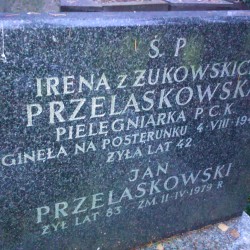 Ś. P
IRENA Z ŻUKOWSKIC
PRZELASKOWSKA
PIELĘGNIARKA P.C.K.
GINĘŁA NA POSTERUNKU 4-VIII-194
ŻYŁA LAT 42
JAN
PRZELASKOWSKI
ŻYŁ LAT 83 ZM. 11-IV-1979 R